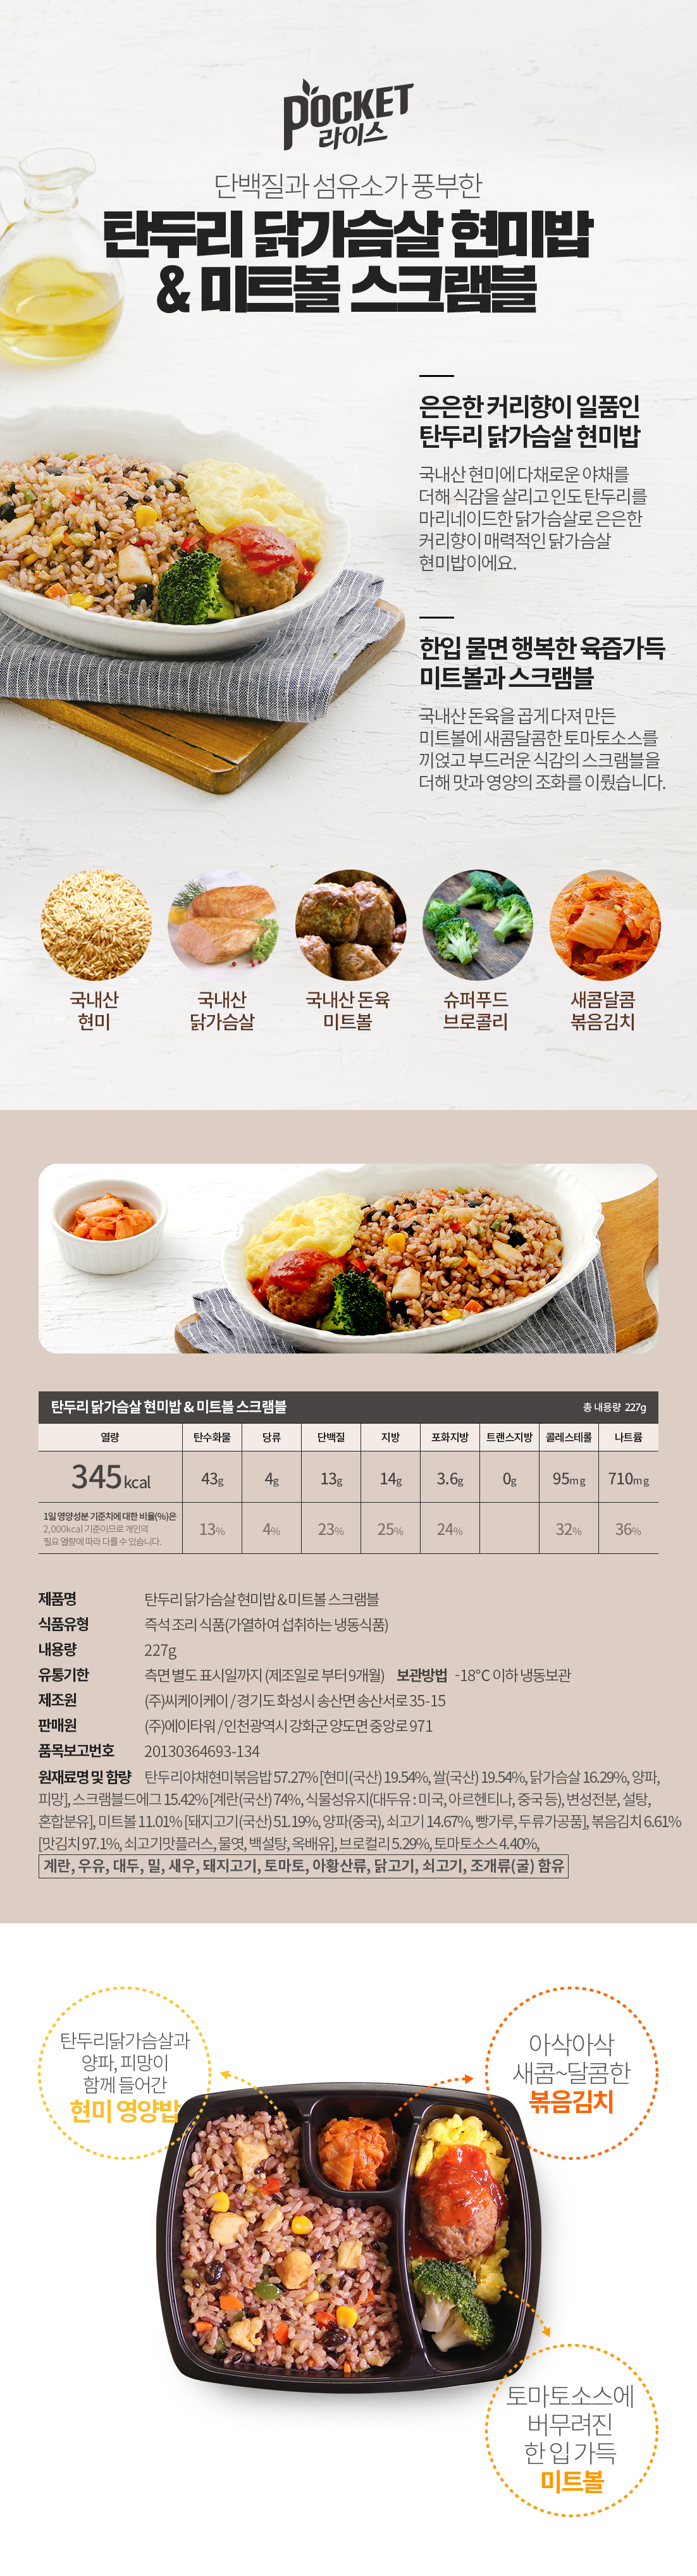 POCKET
라이스
단백질과 섬유소가 풍부한
탄두리 닭가슴살 현미밥
& 미트볼 스크램블
은은한 커리향이 일품인
탄두리 닭가슴살 현미밥
국내산 현미에 다채로운 야채를
더해 식감을 살리고 인도 탄두리를
마리네이드한 닭가슴살로 은은한
커리향이 매력적인 닭가슴살
현미밥이에요.
한입 물면 행복한 육즙가득
미트볼과 스크램블
국내산 돈육을 곱게 다져 만든
미트볼에 새콤달콤한 토마토소스를
끼얹고 부드러운 식감의 스크램블을
더해 맛과 영양의 조화를 이뤘습니다.
국내산
현미
국내산
닭가슴살
국내산 돈육
미트볼
슈퍼푸드
브로콜리
새콤달콤
볶음김치
탄두리 닭가슴살 현미밥 & 미트볼 스크램블 총 내용량 227g
열량 탄수화물 당류 단백질 지방 포화지방 트랜스지방 콜레스테롤 나트륨
345kcal 43g 4g 13g 14g 3.6g 0g 95mg 710mg
1일 영양성분 기준치에 대한 비율(%)은
2,000kcal 기준이므로 개인의
필요 열량에 따라 다를 수 있습니다.
13% 4% 23% 25% 24% 32% 36%
제품명 탄두리 닭가슴살 현미밥 & 미트볼 스크램블
식품유형 즉석 조리 식품(가열하여 섭취하는 냉동식품)
내용량 227g
유통기한 측면 별도 표시일까지 (제조일로 부터 9개월) 보관방법 -18℃ 이하 냉동보관
제조원 (주)씨케이케이 / 경기도 화성시 송산면 송산서로 35-15
판매원 (주)에이타워 / 인천광역시 강화군 양도면 중앙로 971
품목보고번호 20130364693-134
원재료명 및 함량 탄두리야채현미볶음밥 57.27% [현미(국산) 19.54%, 쌀(국산) 19.54%, 닭가슴살 16.29%, 양파,
피망], 스크램블드에그 15.42% [계란(국산) 74%, 식물성유지(대두유 : 미국, 아르헨티나, 중국 등), 변성전분, 설탕,
혼합분유], 미트볼 11.01% [돼지고기(국산) 51.19%, 양파(중국), 쇠고기 14.67%, 빵가루, 두류가공품], 볶음김치 6.61%
[맛김치 97.1%, 쇠고기맛플러스, 물엿, 백설탕, 옥배유], 브로컬리 5.29%, 토마토소스 4.40%,
계란, 우유, 대두, 밀, 새우, 돼지고기, 토마토, 아황산류, 닭고기, 쇠고기, 조개류(굴) 함유
탄두리닭가슴살과
양파, 피망이
함께 들어간
현미 영양밥
아삭아삭
새콤~달콤한
볶음김치
토마토소스에
버무려진
한 입 가득
미트볼